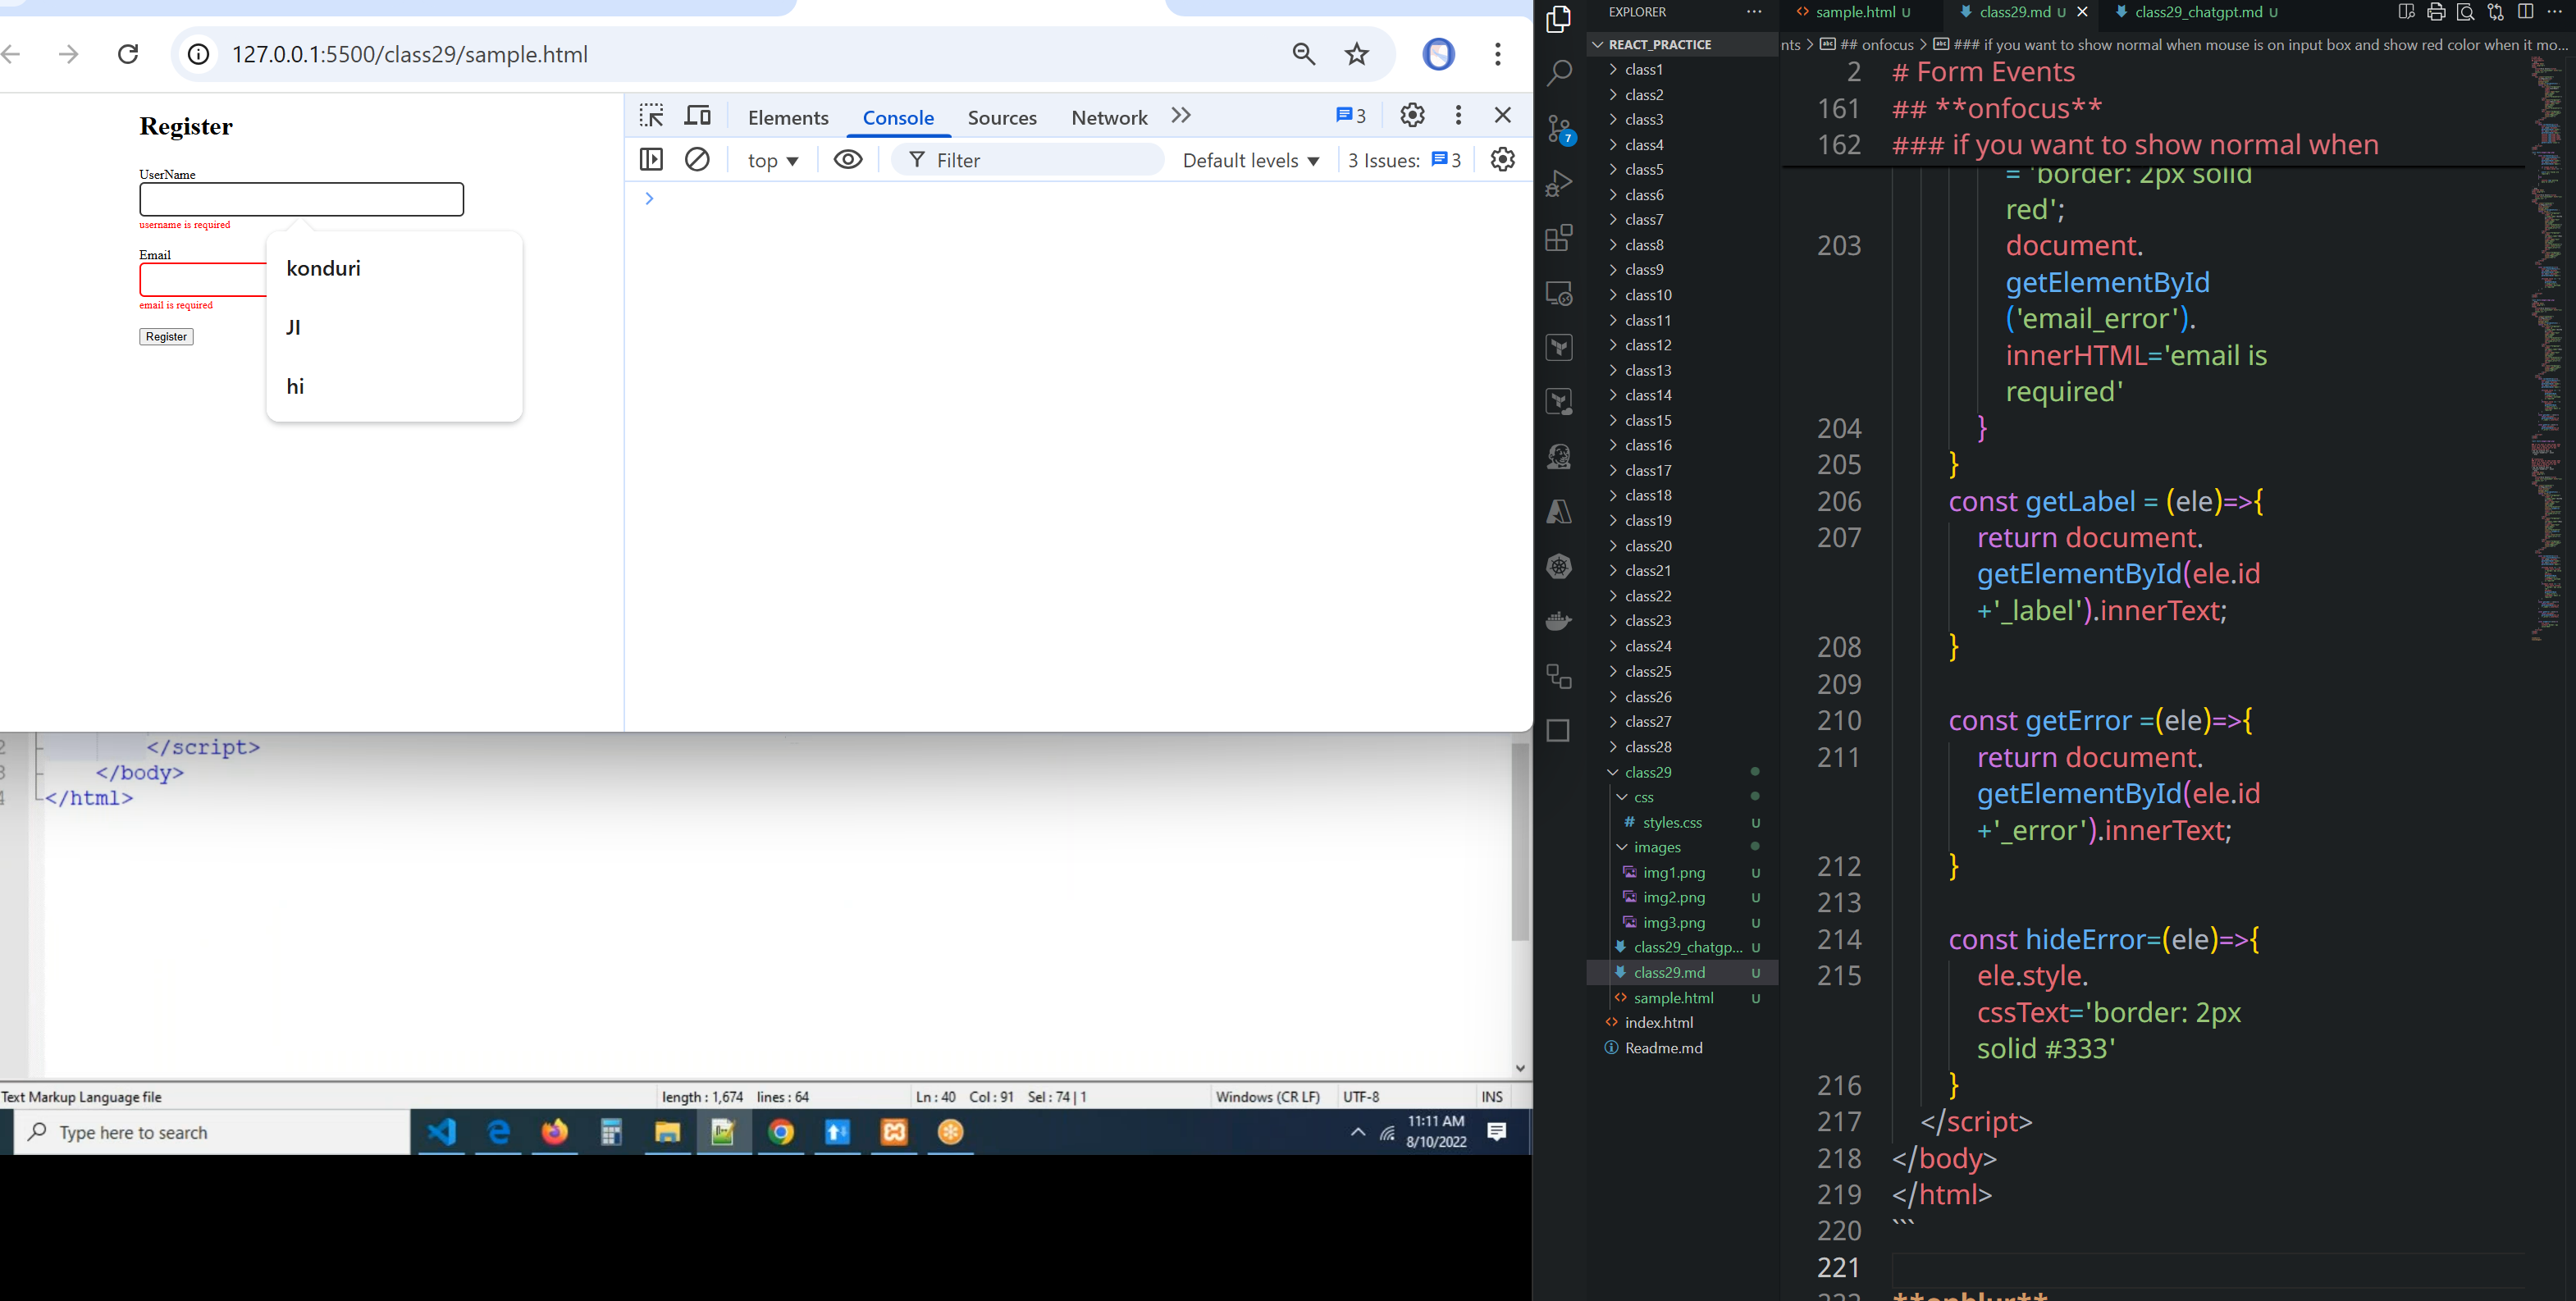 127.0.0.1:5500/class29/sample.html
Register
UserName
username is required
Email
email is required
Register
konduri
JI
hi
Elements
Console
Sources
Network
3
top
Filter
Default levels
3 Issues:
3
</script>
</body>
</html>
Text Markup Language file
length : 1,674 lines : 64
Ln : 40 Col : 91 Sel : 74 | 1
Windows (CR LF)
UTF-8
INS
Type here to search
11:11 AM
8/10/2022
7
EXPLORER
REACT_PRACTICE
class1
class2
class3
class4
class5
class6
class7
class8
class9
class10
class11
class12
class13
class14
class15
class16
class17
class18
class19
class20
class21
class22
class23
class24
class25
class26
class27
class28
class29
css
# styles.css U
images
img1.png U
img2.png U
img3.png U
class29_chatgp... U
class29.md U
sample.html U
index.html
Readme.md
sample.html U
class29.md U
class29_chatgpt.md U
nts > ## onfocus > ### if you want to show normal when mouse is on input box and show red color when it mo...
2 # Form Events
161 ## **onfocus**
162 ### if you want to show normal when
= 'border: 2px solid
red';
203 document.
getElementById
('email_error').
innerHTML='email is
required'
204 }
205 }
206 const getLabel = (ele)=>{
207 return document.
getElementById(ele.id
+'_label').innerText;
208 }
209
210 const getError =(ele)=>{
211 return document.
getElementById(ele.id
+'_error').innerText;
212 }
213
214 const hideError=(ele)=>{
215 ele.style.
cssText='border: 2px
solid #333'
216 }
217 </script>
218 </body>
219 </html>
220 ```
221